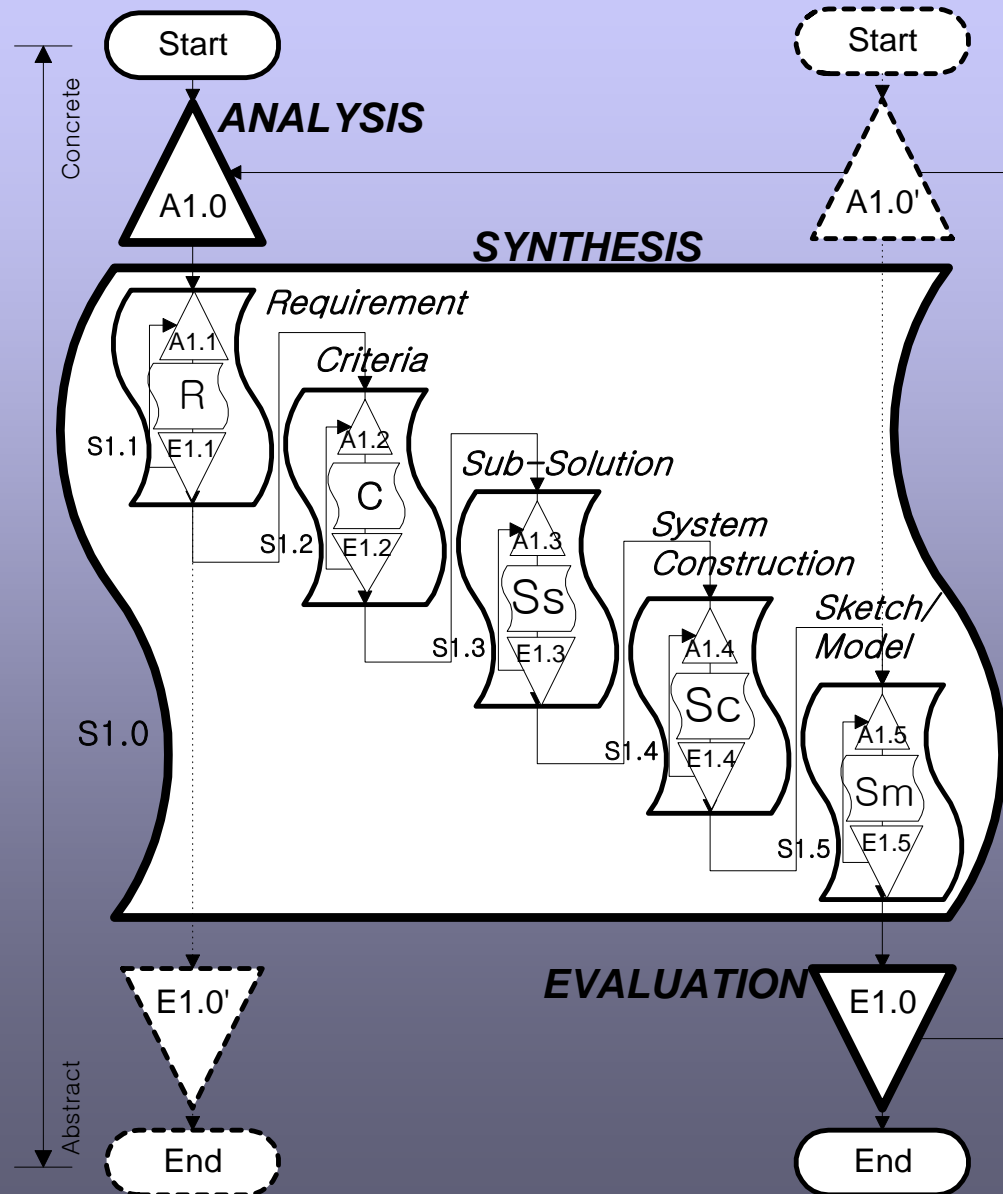 Start
Start
Concrete
ANALYSIS
A1.0
A1.0'
SYNTHESIS
Requirement
A1.1
R
S1.1
E1.1
Criteria
A1.2
C
S1.2
E1.2
Sub-Solution
A1.3
Ss
S1.3
E1.3
System
Construction
A1.4
Sc
S1.4
E1.4
Sketch/
Model
A1.5
Sm
S1.5
E1.5
S1.0
E1.0'
EVALUATION
E1.0
Abstract
End
End